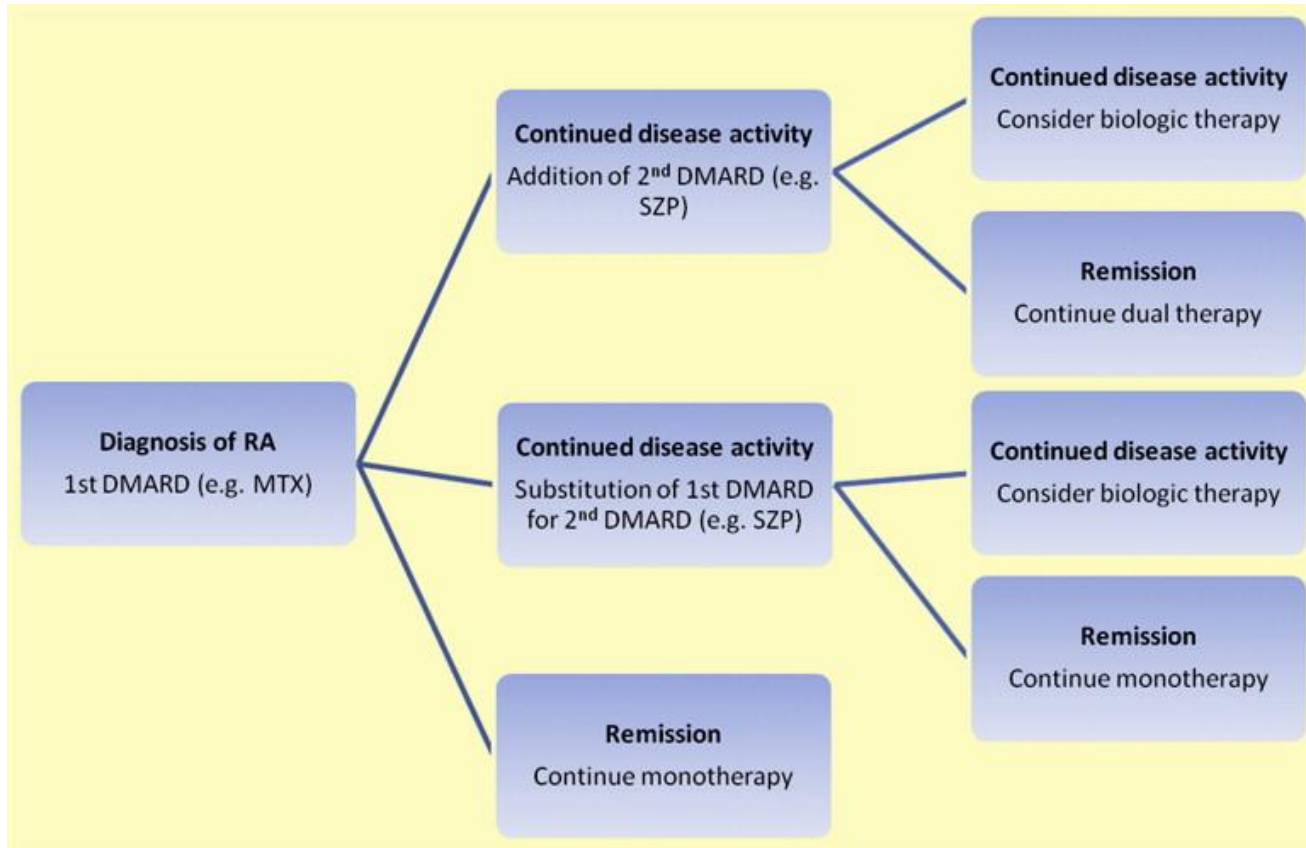 Diagnosis of RA
1st DMARD (e.g. MTX)
Continued disease activity
Addition of 2nd DMARD (e.g.
SZP)
Continued disease activity
Substitution of 1st DMARD
for 2nd DMARD (e.g. SZP)
Remission
Continue monotherapy
Continued disease activity
Consider biologic therapy
Remission
Continue dual therapy
Continued disease activity
Consider biologic therapy
Remission
Continue monotherapy